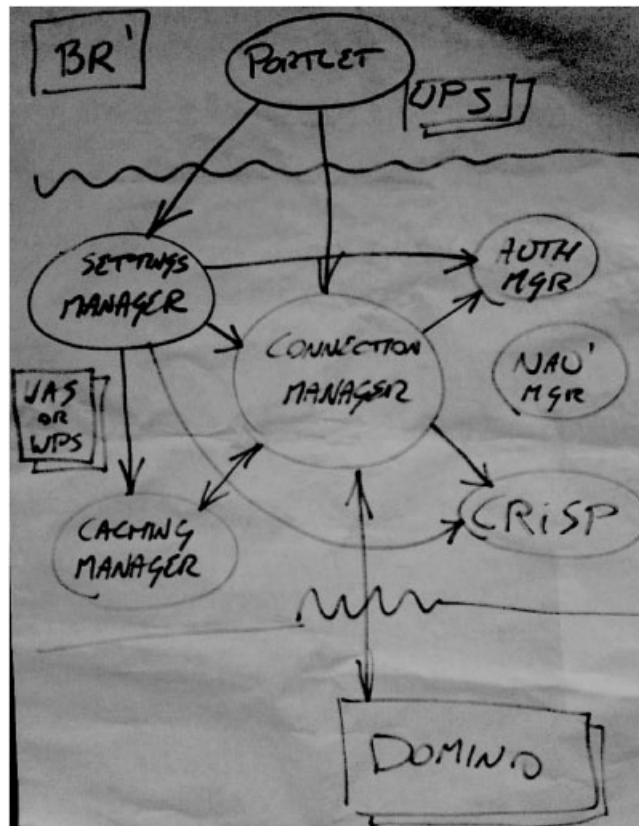 BR'
PORTLET
WPS
SETTINGS
MANAGER
AUTH
MGR
CONNECTION
MANAGER
NAV'
MGR
WAS
OR
WPS
CACHING
MANAGER
CRiSP
DOMINO